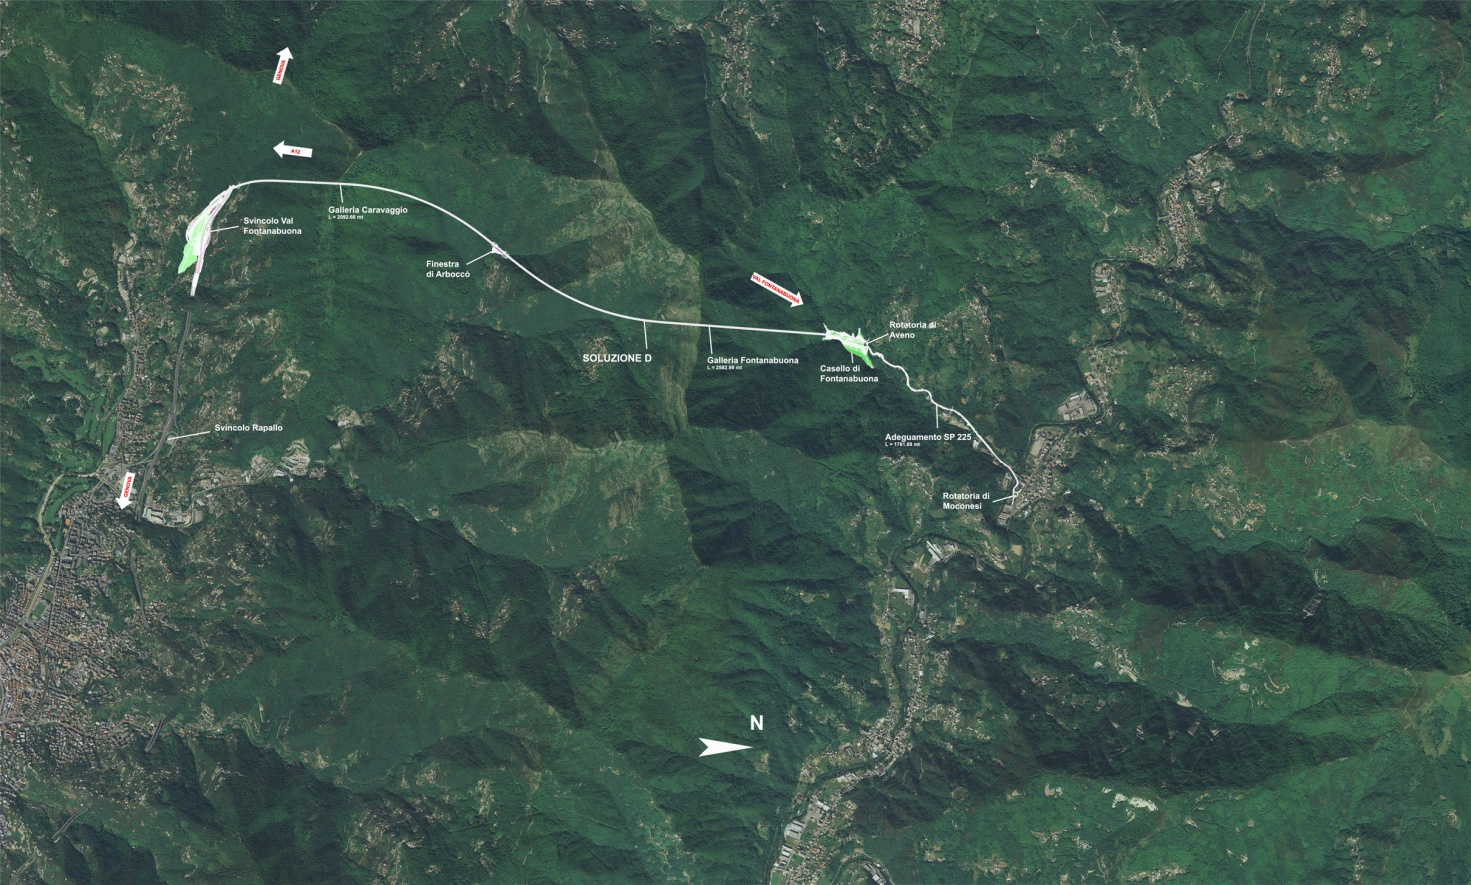 GENOVA
A12
Galleria Caravaggio
L = 2092.66 mt
Svincolo Val
Fontanabuona
Finestra
di Arboccò
VAL FONTANABUONA
Rotatoria di
Aveno
SOLUZIONE D
Galleria Fontanabuona
L = 2582.69 mt
Casello di
Fontanabuona
Svincolo Rapallo
Adeguamento SP 225
L = 1761.88 mt
GENOVA
Rotatoria di
Moconesi
N